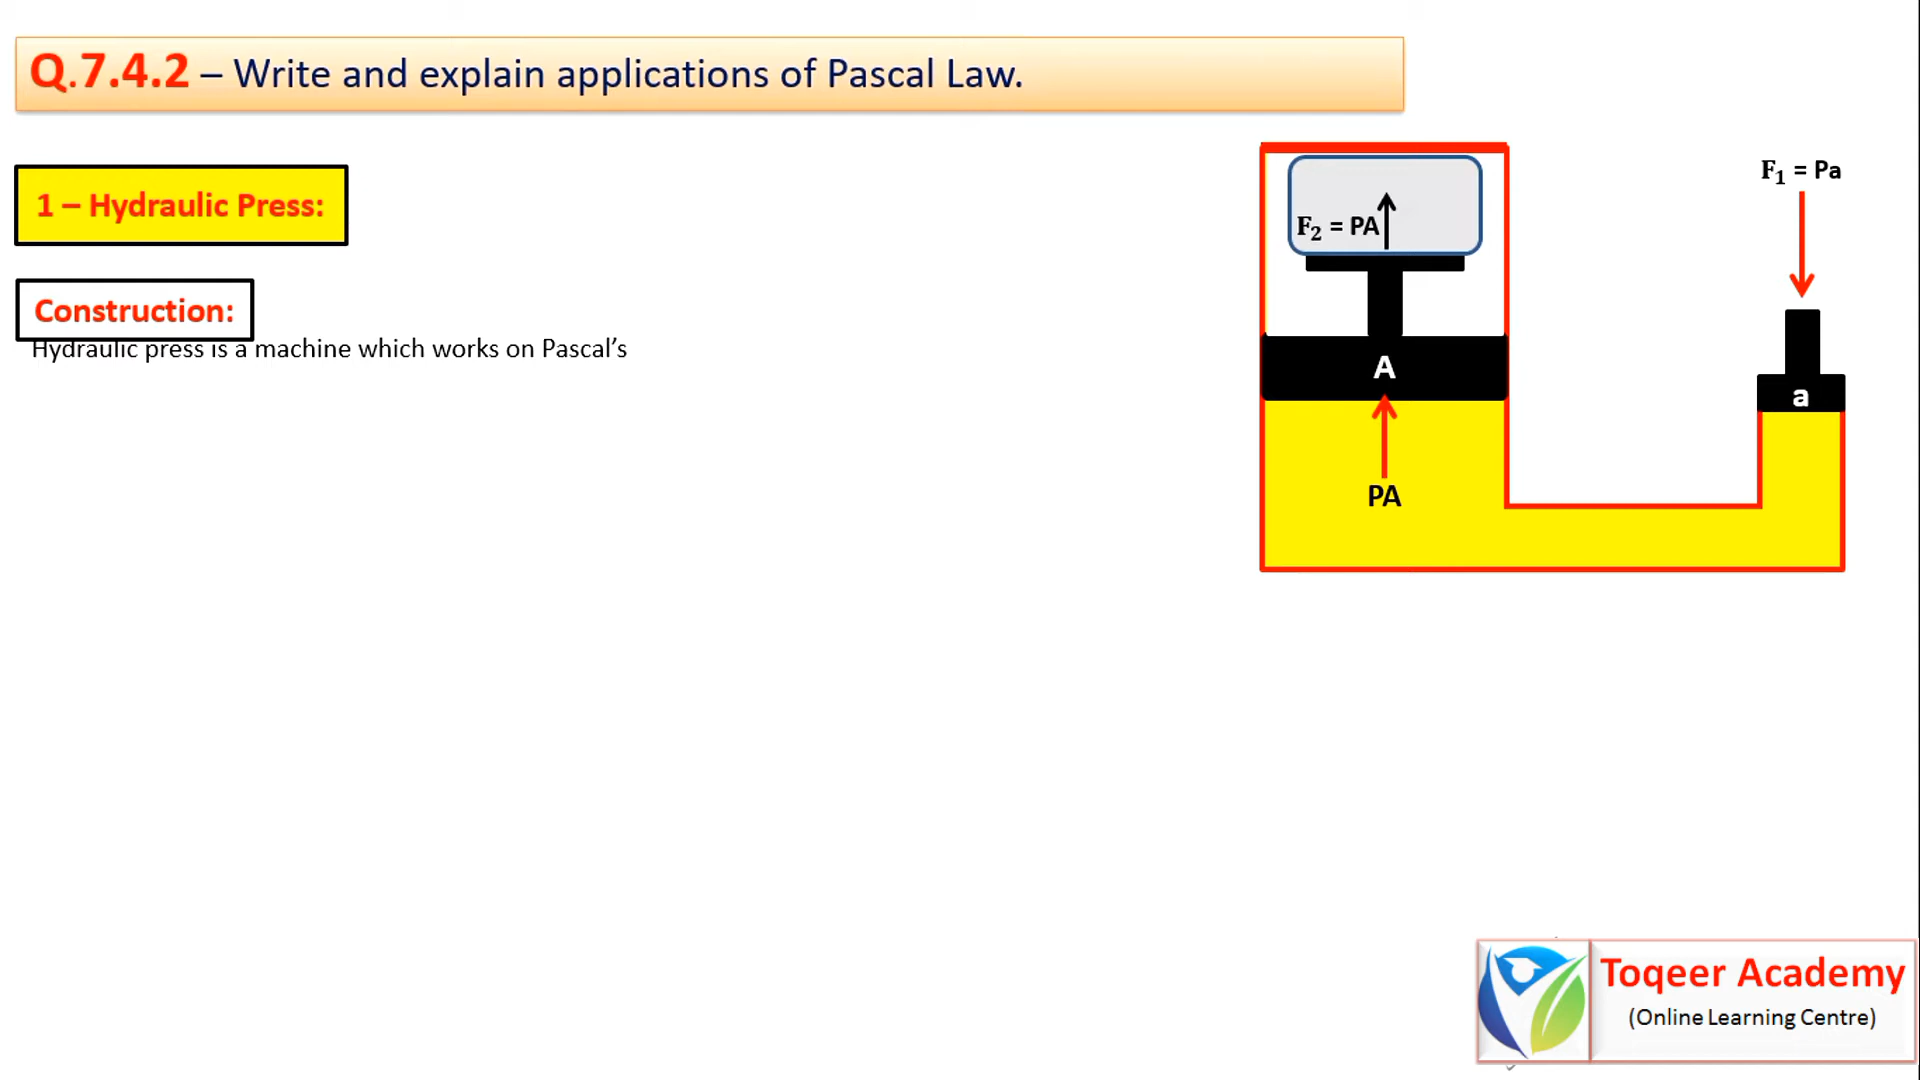 Q.7.4.2 – Write and explain applications of Pascal Law.
1 – Hydraulic Press:
Construction:
Hydraulic press is a machine which works on Pascal’s
F₁ = Pa
F₂ = PA
A
a
PA
Toqeer Academy
(Online Learning Centre)